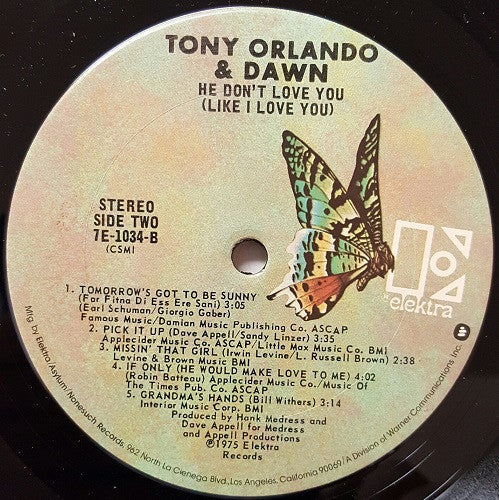 TONY ORLANDO
& DAWN
HE DON'T LOVE YOU
(LIKE I LOVE YOU)
STEREO
SIDE TWO
7E-1034-B
(CSM)
elektra
1. TOMORROW'S GOT TO BE SUNNY
(Far Fitna Di Ess Ere Sani) 3:05
(Earl Schuman/Giorgio Gaber)
Famous Music/Damian Music Publishing Co. ASCAP
2. PICK IT UP (Dave Appell/Sandy Linzer) 3:35
Applecider Music Co. ASCAP/Little Max Music Co. BMI
3. MISSIN' THAT GIRL (Irwin Levine/L. Russell Brown) 2:38
Levine & Brown Music BMI
4. IF ONLY (HE WOULD MAKE LOVE TO ME) 4:02
(Robin Batteau) Applecider Music Co./Music Of
The Times Pub. Co. ASCAP
5. GRANDMA'S HANDS (Bill Withers) 3:14
Interior Music Corp. BMI
Produced by Hank Medress and
Dave Appell for Medress
and Appell Productions
℗1975 Elektra
Records
Mfg by Elektra/Asylum/Nonesuch Records, 962 North La Cienega Blvd., Los Angeles, California 90069/A Division of Warner Communications Inc.